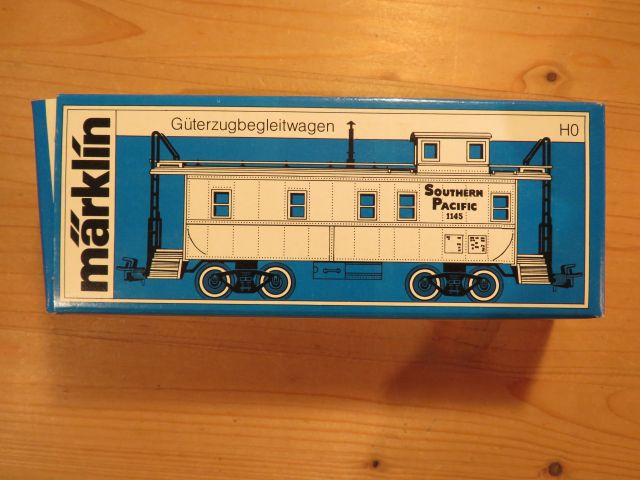 märklin
Güterzugbegleitwagen
H0
SOUTHERN
PACIFIC
1145